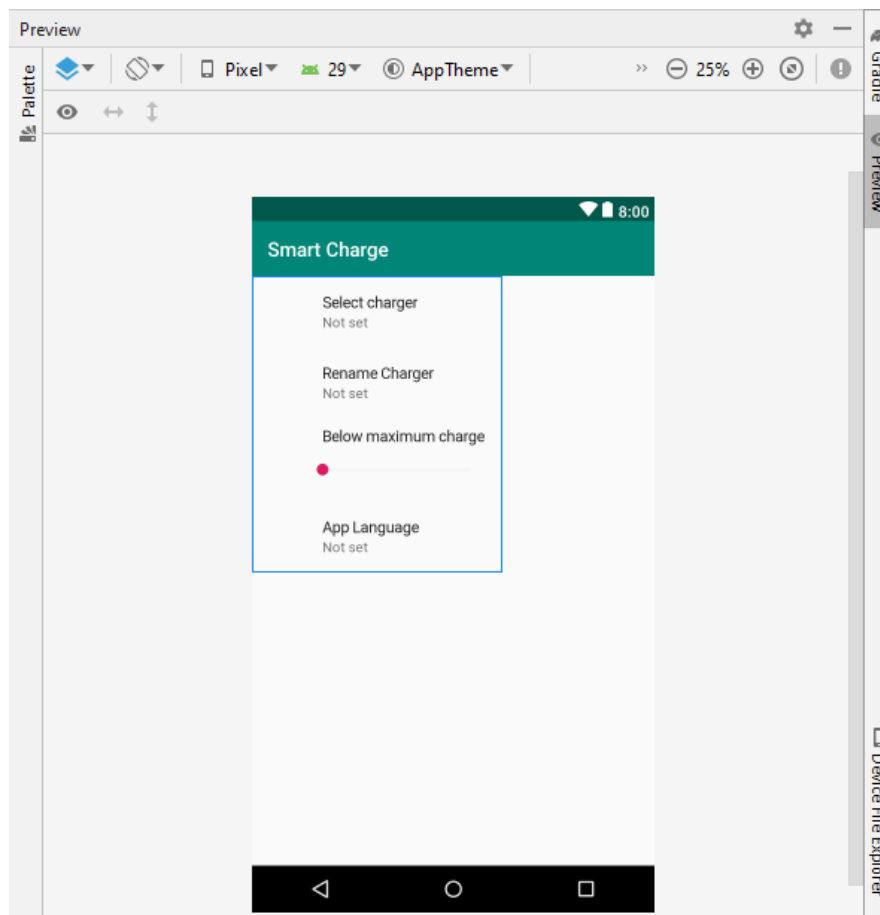 Preview
Palette
Pixel 29 AppTheme 25%
8:00
Smart Charge
Select charger
Not set
Rename Charger
Not set
Below maximum charge
App Language
Not set
Gradle
Preview
Device File Explorer